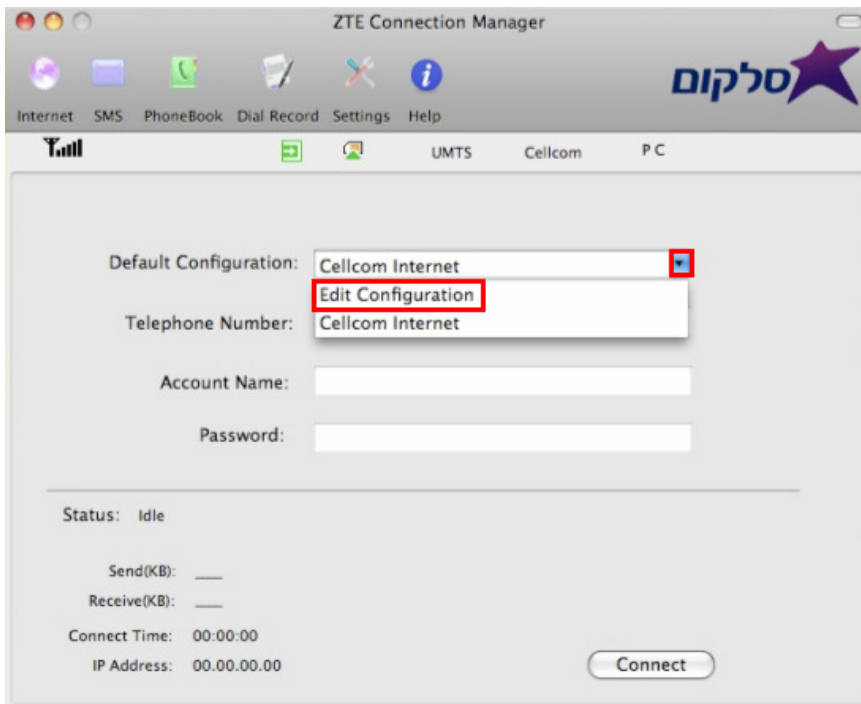 ZTE Connection Manager
סלקום
Internet SMS PhoneBook Dial Record Settings Help
UMTS Cellcom P C
Default Configuration: Cellcom Internet
Edit Configuration
Telephone Number: Cellcom Internet
Account Name:
Password:
Status: Idle
Send(KB): ___
Receive(KB): ___
Connect Time: 00:00:00
IP Address: 00.00.00.00
Connect